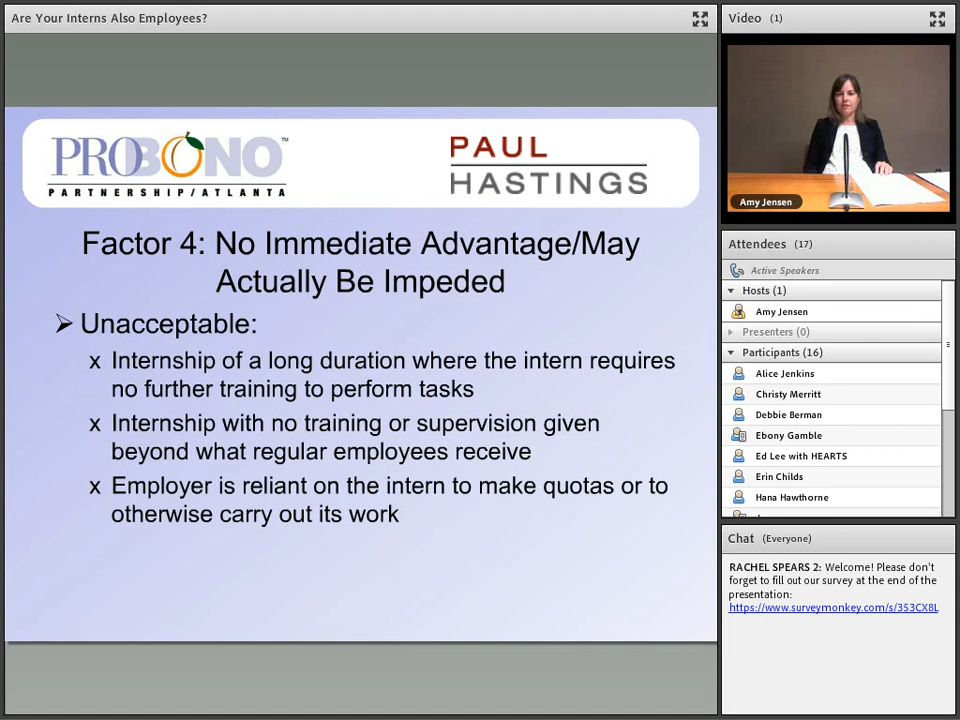 Are Your Interns Also Employees?
PROBONO™
PARTNERSHIP/ATLANTA
PAUL
HASTINGS
Factor 4: No Immediate Advantage/May
Actually Be Impeded
➢ Unacceptable:
x Internship of a long duration where the intern requires
no further training to perform tasks
x Internship with no training or supervision given
beyond what regular employees receive
x Employer is reliant on the intern to make quotas or to
otherwise carry out its work
Video (1)
Amy Jensen
Attendees (17)
Active Speakers
Hosts (1)
Amy Jensen
Presenters (0)
Participants (16)
Alice Jenkins
Christy Merritt
Debbie Berman
Ebony Gamble
Ed Lee with HEARTS
Erin Childs
Hana Hawthorne
Chat (Everyone)
RACHEL SPEARS 2: Welcome! Please don't
forget to fill out our survey at the end of the
presentation:
https://www.surveymonkey.com/s/353CX8L